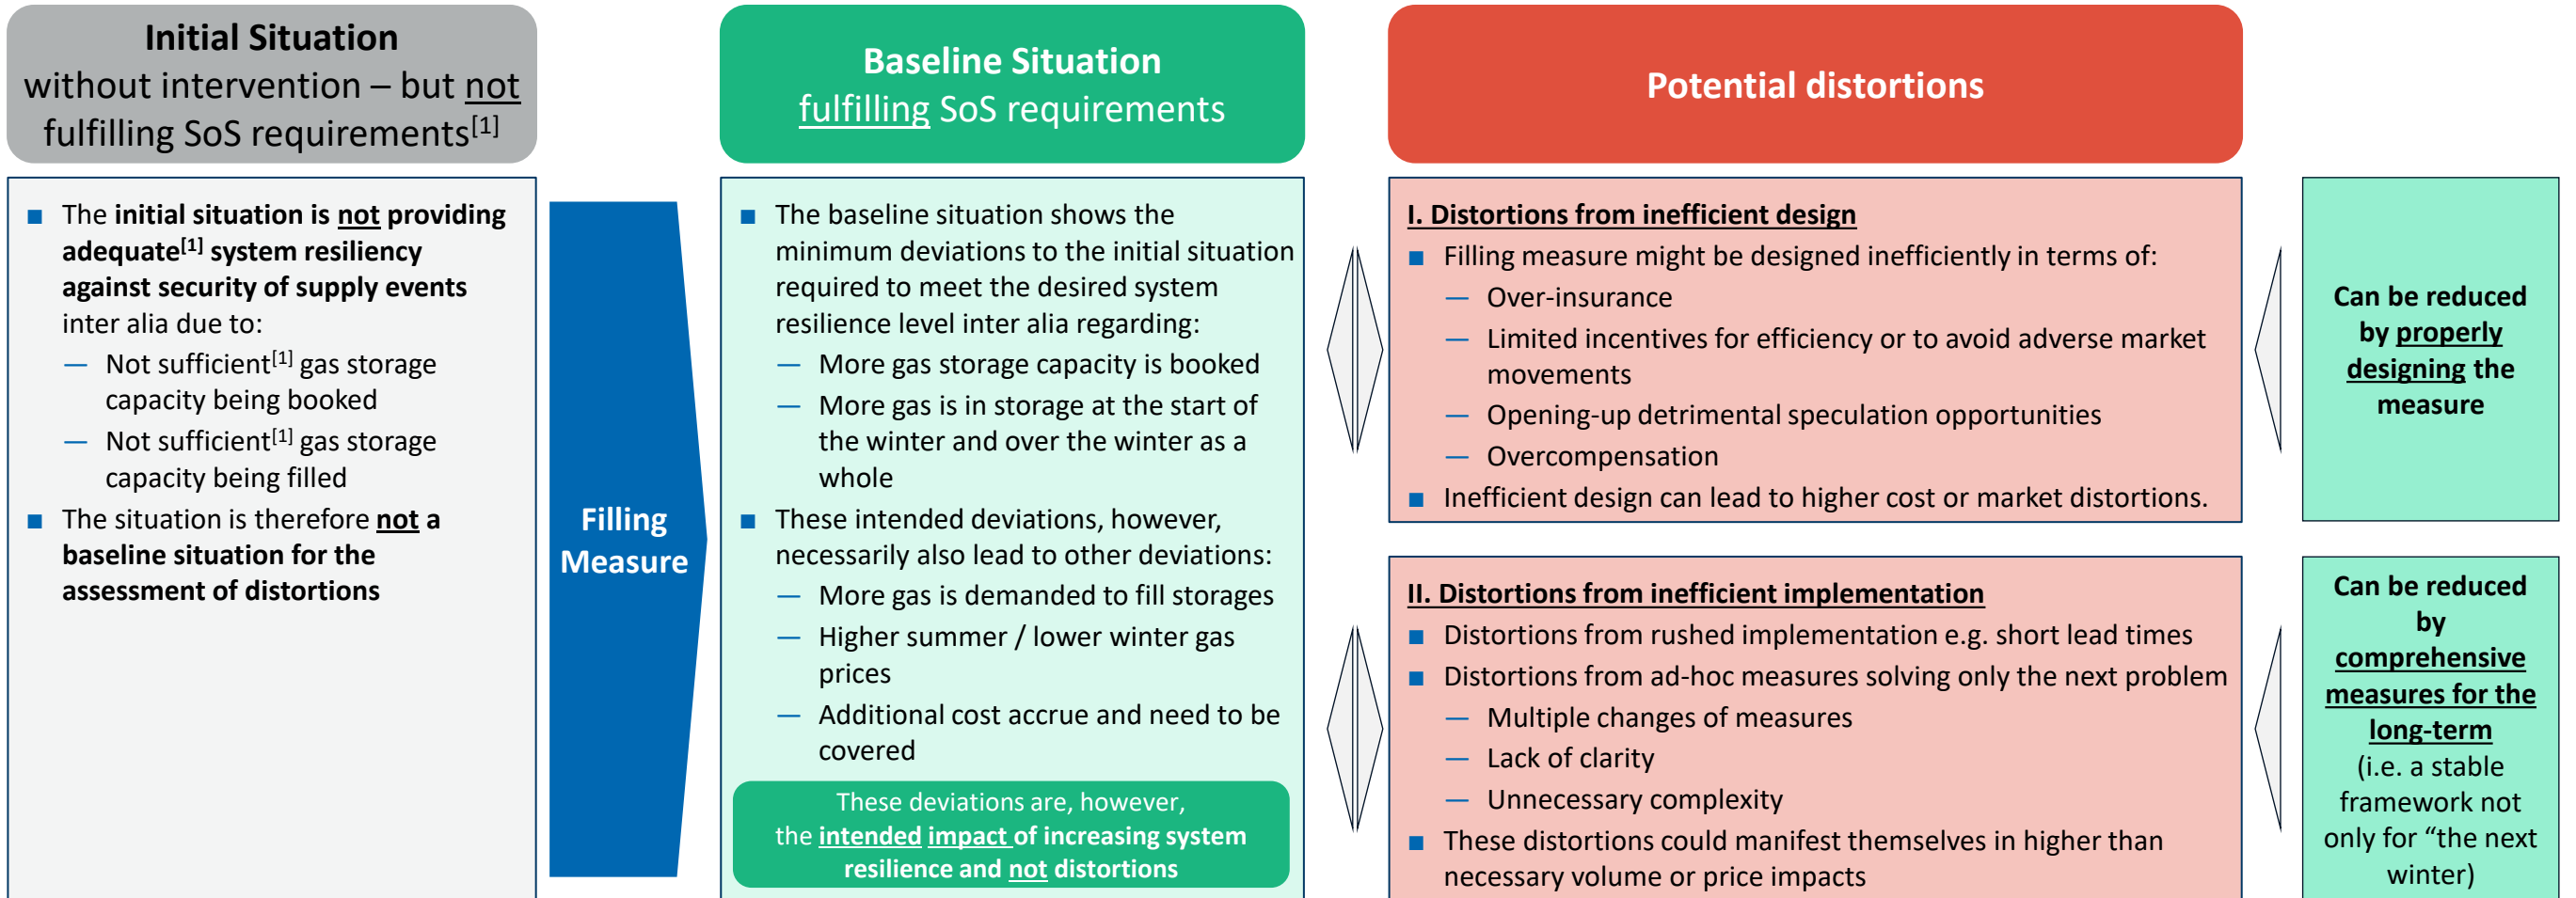 Initial Situation
without intervention – but not
fulfilling SoS requirements[1]
■ The initial situation is not providing
adequate[1] system resiliency
against security of supply events
inter alia due to:
— Not sufficient[1] gas storage
capacity being booked
— Not sufficient[1] gas storage
capacity being filled
■ The situation is therefore not a
baseline situation for the
assessment of distortions
Filling
Measure
Baseline Situation
fulfilling SoS requirements
■ The baseline situation shows the
minimum deviations to the initial situation
required to meet the desired system
resilience level inter alia regarding:
— More gas storage capacity is booked
— More gas is in storage at the start of
the winter and over the winter as a
whole
■ These intended deviations, however,
necessarily also lead to other deviations:
— More gas is demanded to fill storages
— Higher summer / lower winter gas
prices
— Additional cost accrue and need to be
covered
These deviations are, however,
the intended impact of increasing system
resilience and not distortions
Potential distortions
I. Distortions from inefficient design
■ Filling measure might be designed inefficiently in terms of:
— Over-insurance
— Limited incentives for efficiency or to avoid adverse market
movements
— Opening-up detrimental speculation opportunities
— Overcompensation
■ Inefficient design can lead to higher cost or market distortions.
Can be reduced
by properly
designing the
measure
II. Distortions from inefficient implementation
■ Distortions from rushed implementation e.g. short lead times
■ Distortions from ad-hoc measures solving only the next problem
— Multiple changes of measures
— Lack of clarity
— Unnecessary complexity
■ These distortions could manifest themselves in higher than
necessary volume or price impacts
Can be reduced
by
comprehensive
measures for the
long-term
(i.e. a stable
framework not
only for “the next
winter)